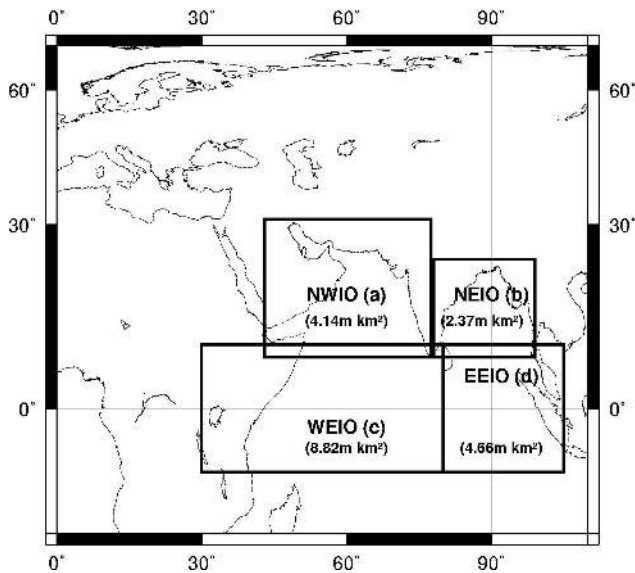 0° 30° 60° 90°
60° 60°
30° 30°
NWIO (a) NEIO (b)
(4.14m km²) (2.37m km²)
EEIO (d)
0° 0°
WEIO (c)
(8.82m km²) (4.66m km²)
0° 30° 60° 90°